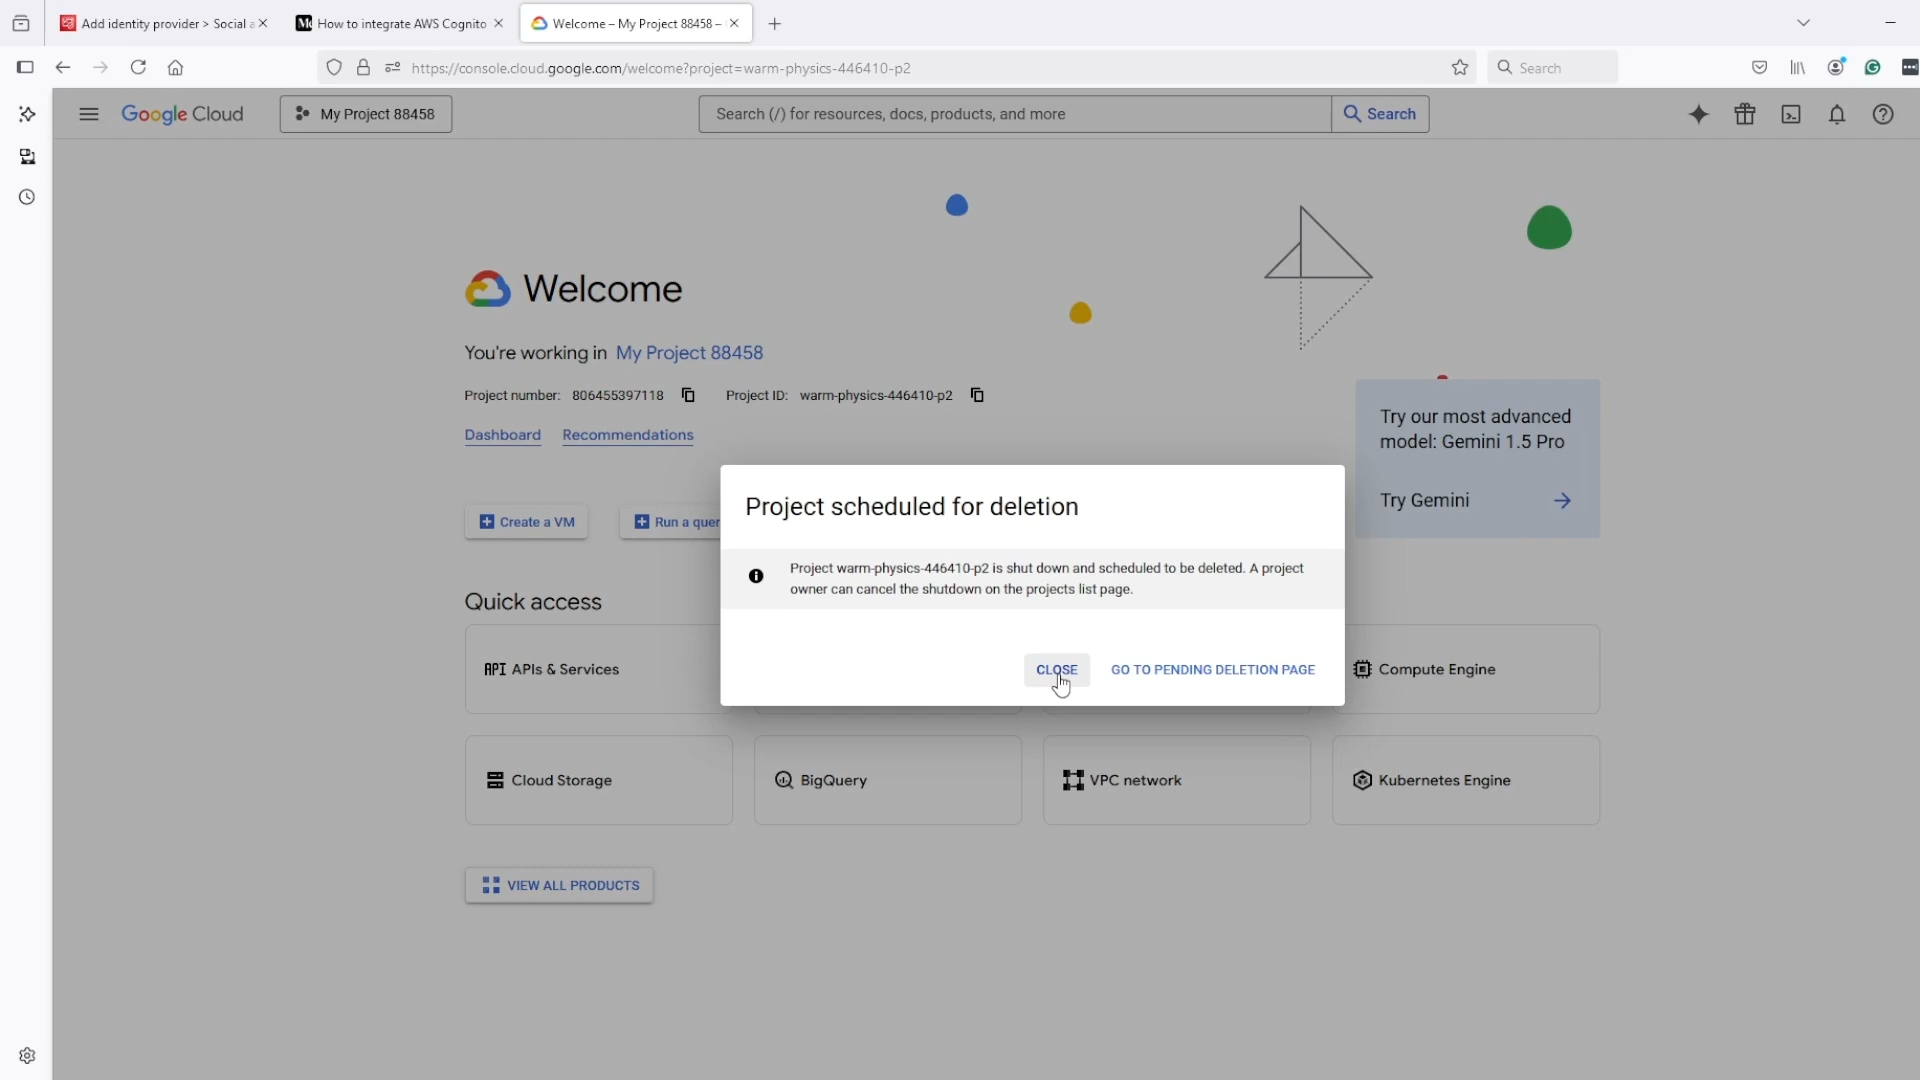 Add identity provider > Social a
How to integrate AWS Cognito
Welcome – My Project 88458 –
https://console.cloud.google.com/welcome?project=warm-physics-446410-p2
Search
Google Cloud
My Project 88458
Search (/) for resources, docs, products, and more
Search
Welcome
You're working in My Project 88458
Project number: 806455397118
Project ID: warm-physics-446410-p2
Dashboard
Recommendations
Try our most advanced
model: Gemini 1.5 Pro
Try Gemini
Create a VM
Run a quer
Project scheduled for deletion
Project warm-physics-446410-p2 is shut down and scheduled to be deleted. A project
owner can cancel the shutdown on the projects list page.
CLOSE
GO TO PENDING DELETION PAGE
Quick access
API APIs & Services
Compute Engine
Cloud Storage
BigQuery
VPC network
Kubernetes Engine
VIEW ALL PRODUCTS